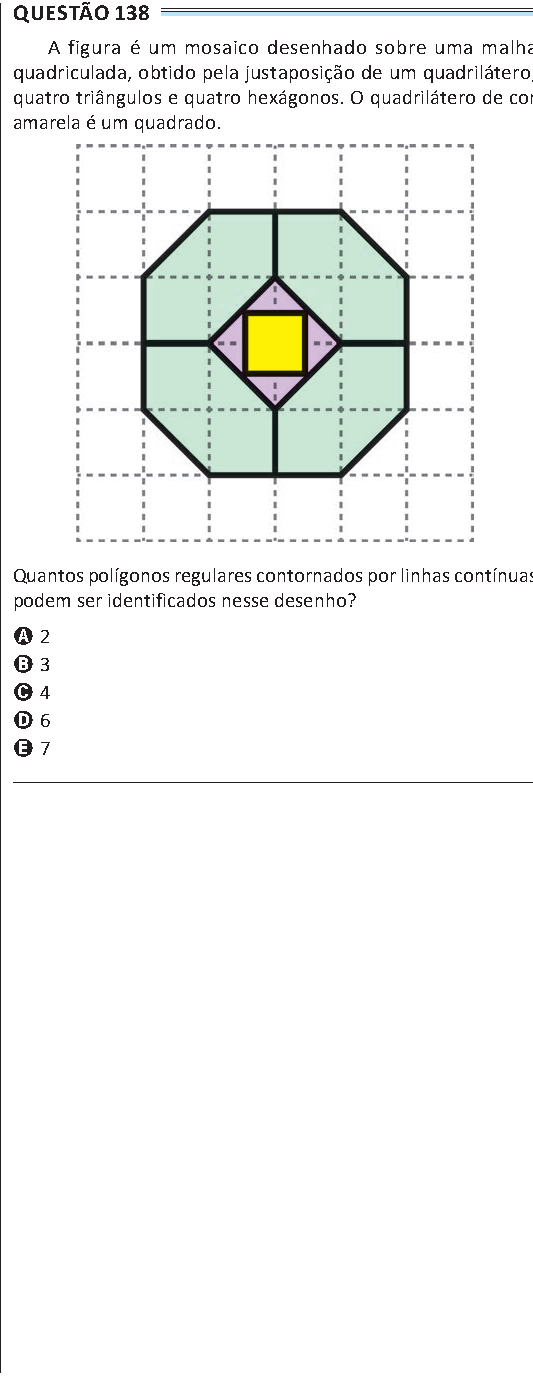 QUESTÃO 138
A figura é um mosaico desenhado sobre uma malha
quadriculada, obtido pela justaposição de um quadrilátero,
quatro triângulos e quatro hexágonos. O quadrilátero de cor
amarela é um quadrado.
Quantos polígonos regulares contornados por linhas contínuas
podem ser identificados nesse desenho?
A 2
B 3
C 4
D 6
E 7